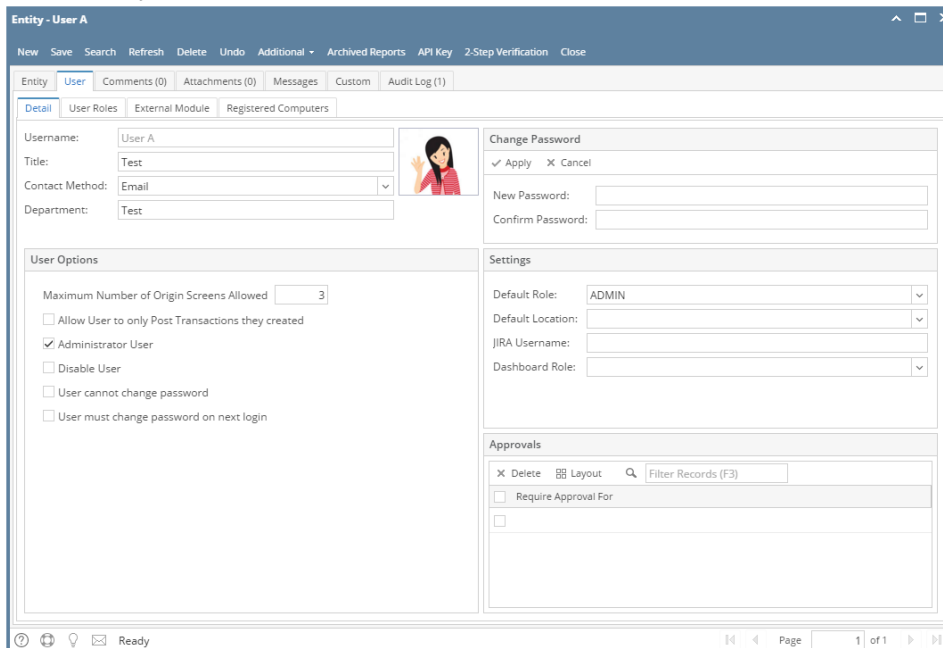 Entity - User A
New Save Search Refresh Delete Undo Additional Archived Reports API Key 2-Step Verification Close
Entity User Comments (0) Attachments (0) Messages Custom Audit Log (1)
Detail User Roles External Module Registered Computers
Username: User A
Title: Test
Contact Method: Email
Department: Test
Change Password
Apply Cancel
New Password:
Confirm Password:
User Options
Maximum Number of Origin Screens Allowed 3
Allow User to only Post Transactions they created
Administrator User
Disable User
User cannot change password
User must change password on next login
Settings
Default Role: ADMIN
Default Location:
JIRA Username:
Dashboard Role:
Approvals
Delete Layout Filter Records (F3)
Require Approval For
Ready Page 1 of 1